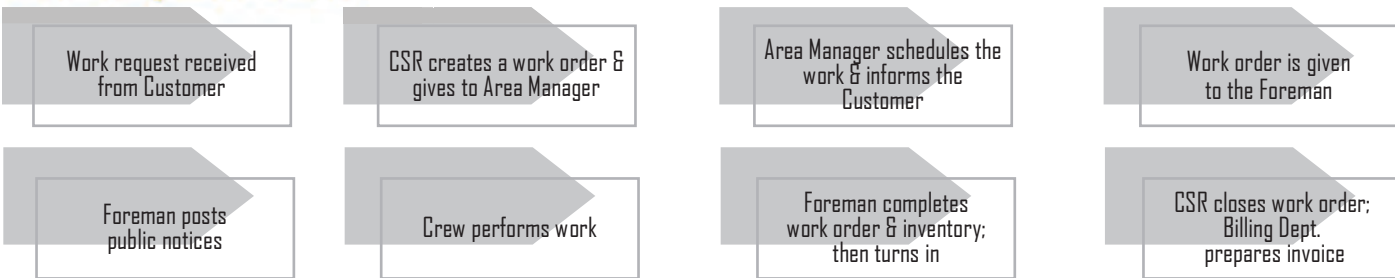 Work request received
from Customer
CSR creates a work order &
gives to Area Manager
Area Manager schedules the
work & informs the
Customer
Work order is given
to the Foreman
Foreman posts
public notices
Crew performs work
Foreman completes
work order & inventory;
then turns in
CSR closes work order;
Billing Dept.
prepares invoice